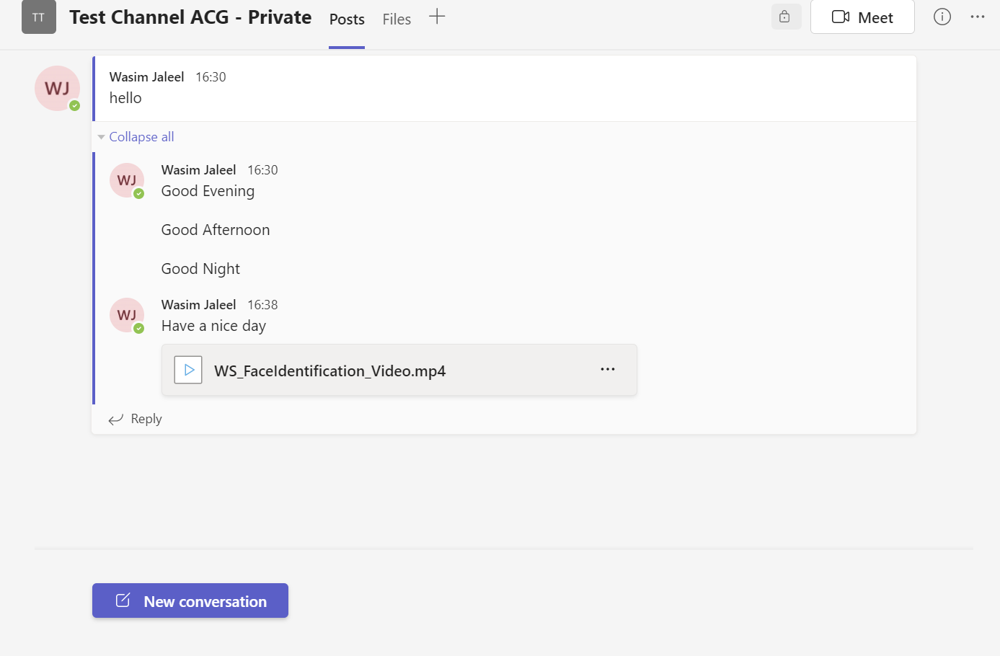 TT
Test Channel ACG - Private
Posts
Files
Meet
WJ
Wasim Jaleel 16:30
hello
Collapse all
WJ
Wasim Jaleel 16:30
Good Evening
Good Afternoon
Good Night
WJ
Wasim Jaleel 16:38
Have a nice day
WS_FaceIdentification_Video.mp4
Reply
New conversation